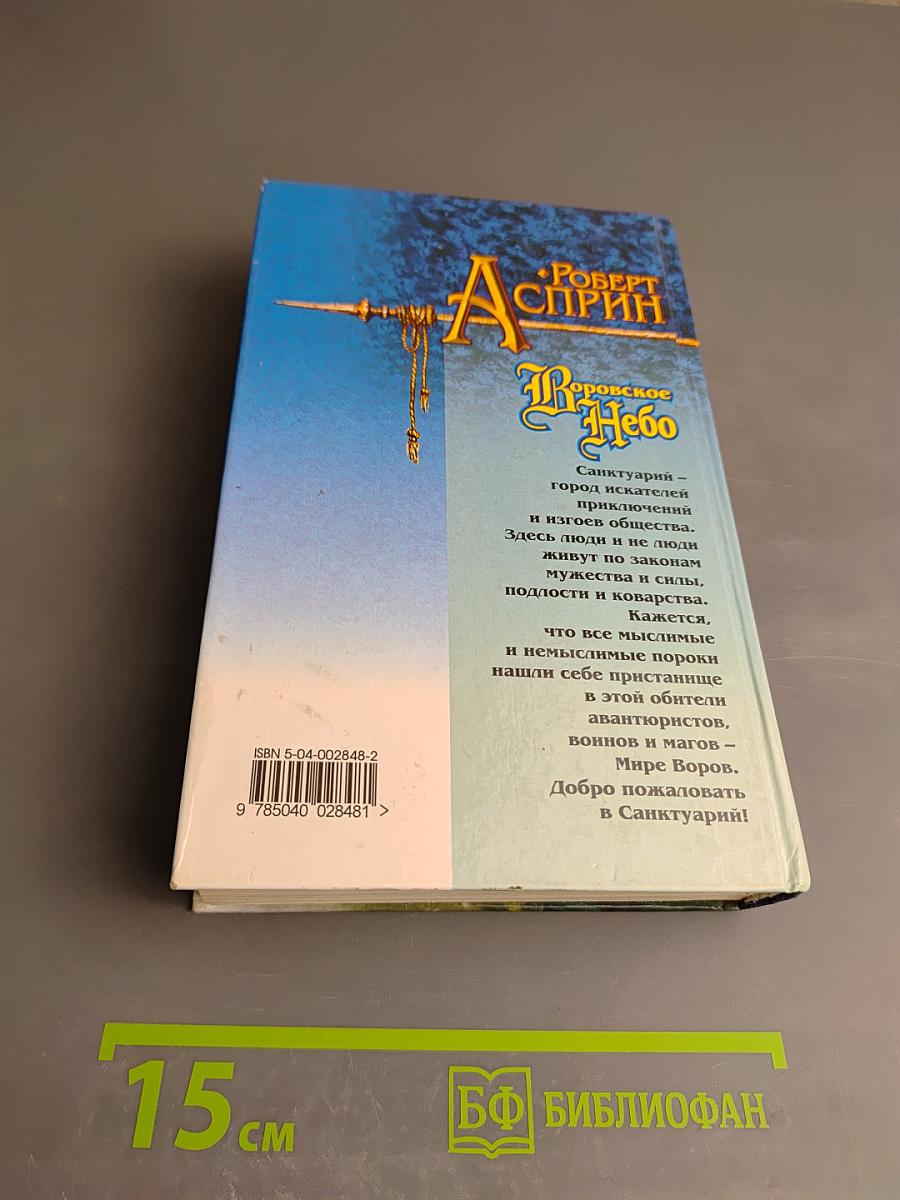 Роберт
Асприн
Воровское
Небо
Санктуарий –
город искателей
приключений
и изгоев общества.
Здесь люди и не люди
живут по законам
мужества и силы,
подлости и коварства.
Кажется,
что все мыслимые
и немыслимые пороки
нашли себе пристанище
в этой обители
авантюристов,
воинов и магов –
Мире Воров.
Добро пожаловать
в Санктуарий!
ISBN 5-04-002848-2
9 785040 028481 >
15 см
БФ БИБЛИОФАН